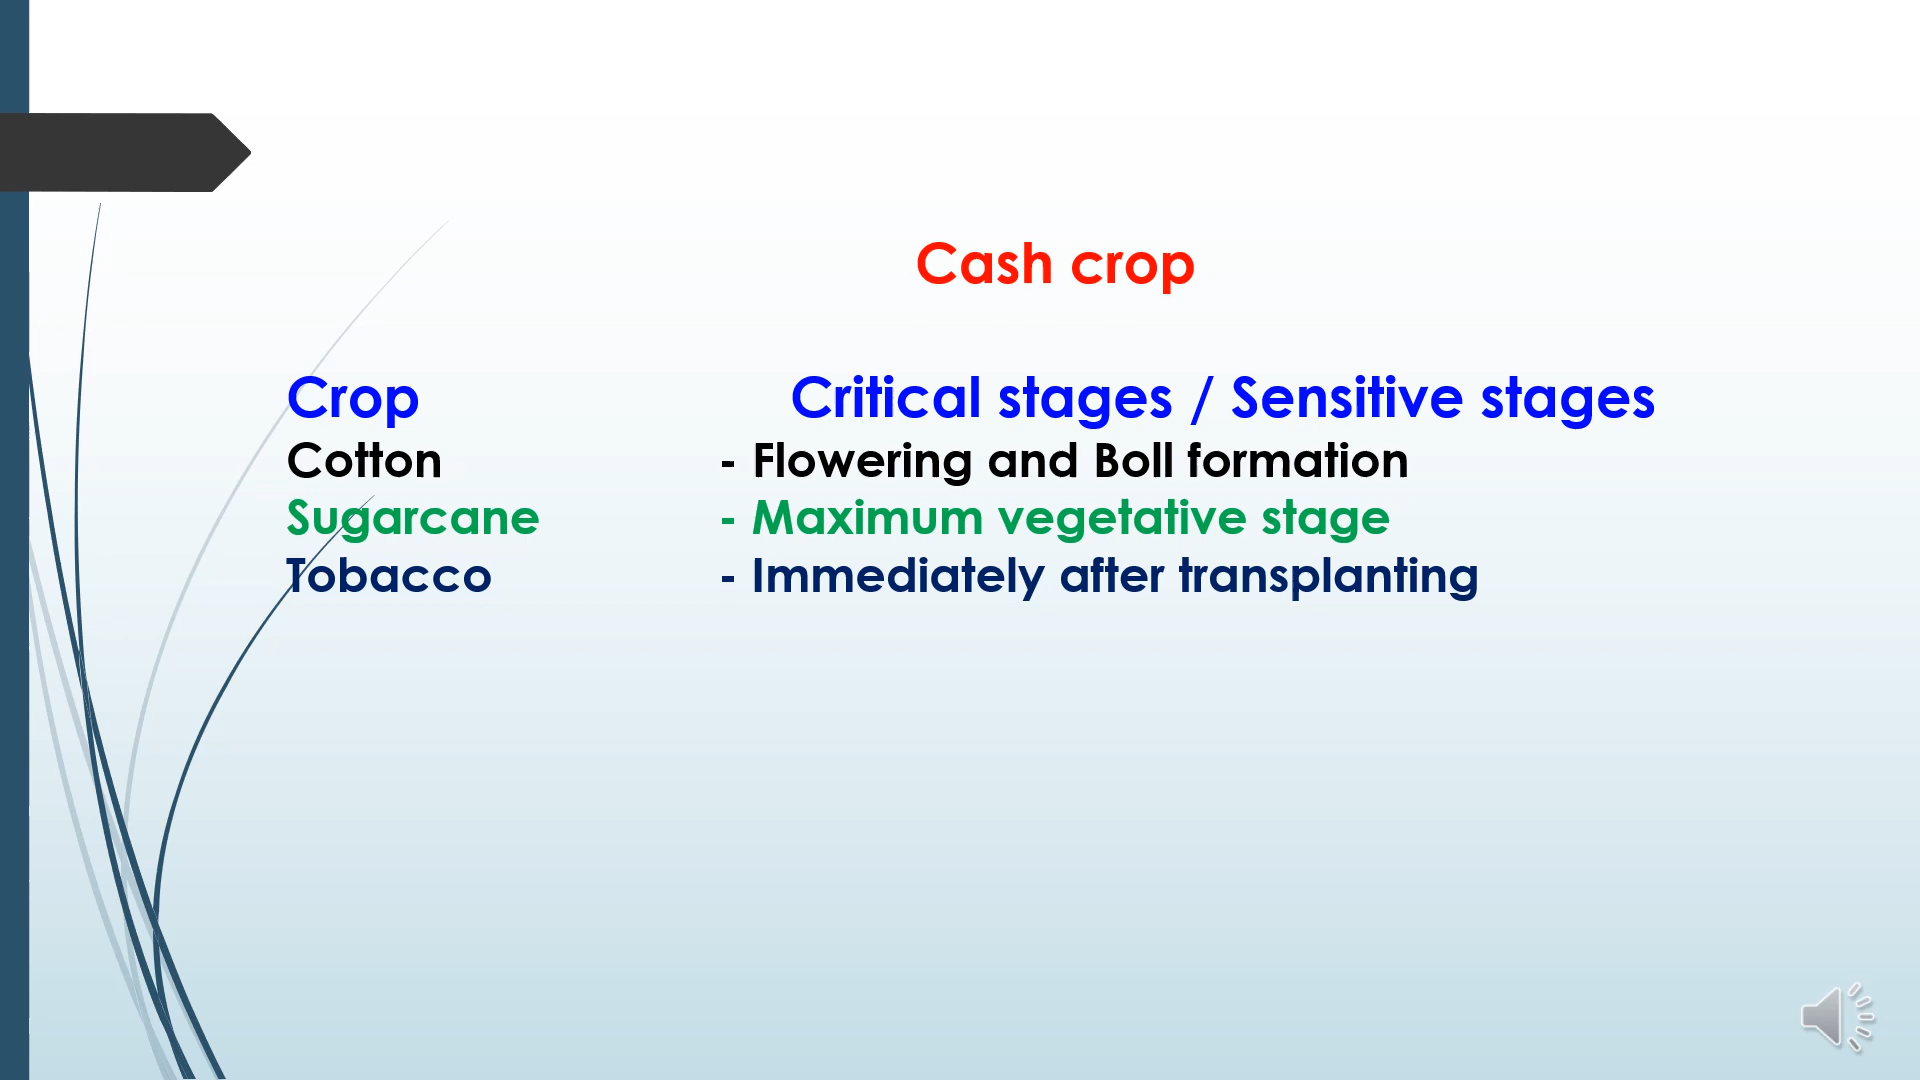 Cash crop
Crop Critical stages / Sensitive stages
Cotton - Flowering and Boll formation
Sugarcane - Maximum vegetative stage
Tobacco - Immediately after transplanting